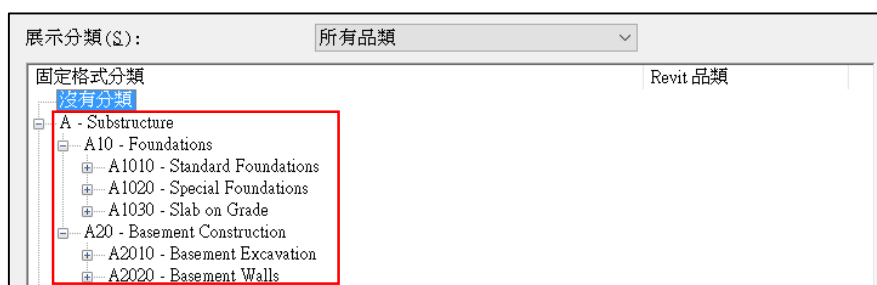 展示分類(S): 所有品類
固定格式分類 Revit 品類
沒有分類
A - Substructure
A10 - Foundations
A1010 - Standard Foundations
A1020 - Special Foundations
A1030 - Slab on Grade
A20 - Basement Construction
A2010 - Basement Excavation
A2020 - Basement Walls